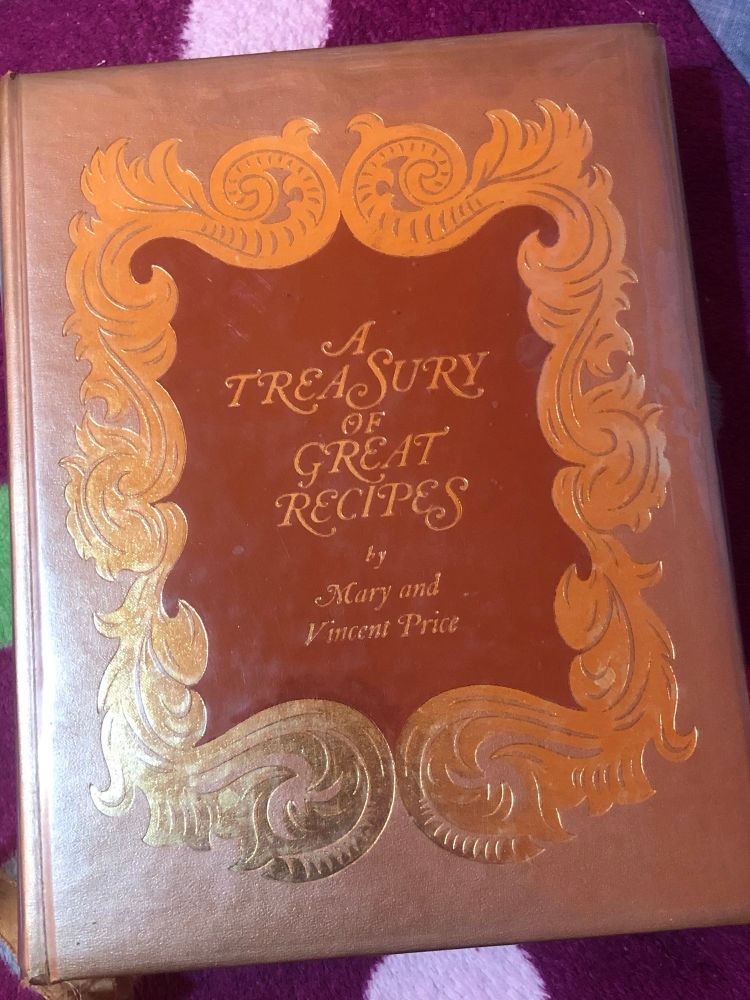 A
TREASURY
OF
GREAT
RECIPES
by
Mary and
Vincent Price